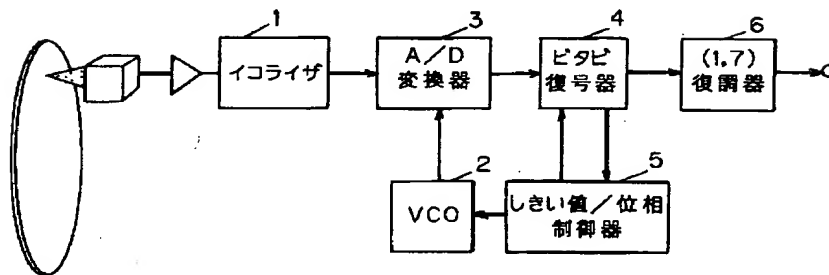 1
イコライザ
3
A/D
変換器
4
ビタビ
復号器
6
(1,7)
復調器
2
VCO
5
しきい値/位相
制御器